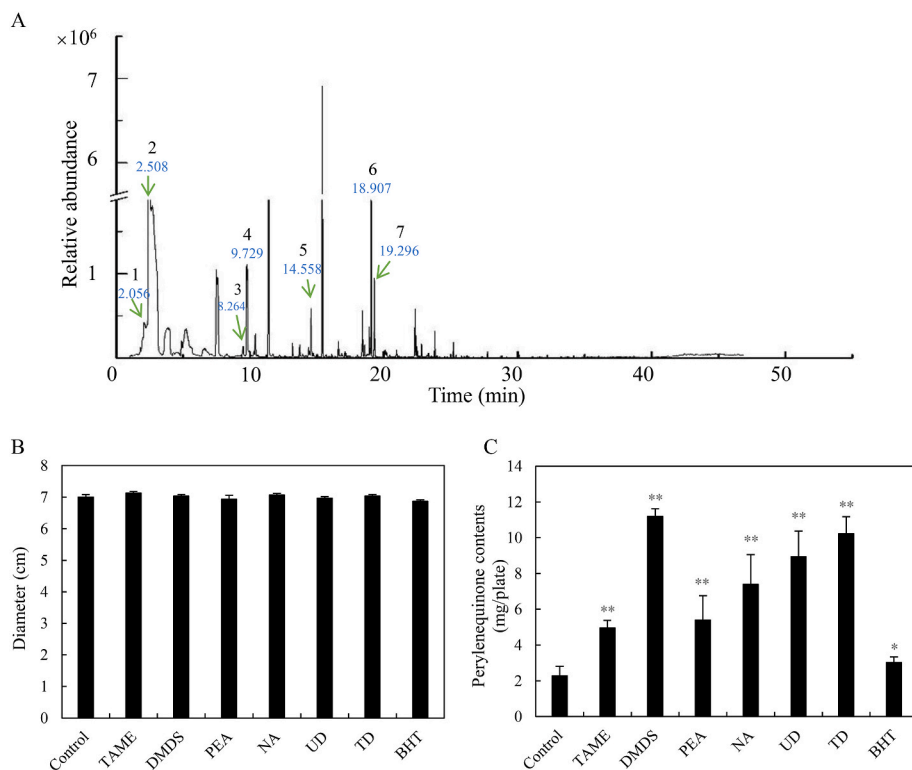 A
×10⁶
7
6
1
Relative abundance
2
2.508
1
2.056
3
8.264
4
9.729
5
14.558
6
18.907
7
19.296
0 10 20 30 40 50
Time (min)
B
8
7
6
5
4
3
2
1
0
Diameter (cm)
Control TAME DMDS PEA NA UD TD BHT
C
14
12
10
8
6
4
2
0
Perylenequinone contents
(mg/plate)
** ** ** ** ** ** *
Control TAME DMDS PEA NA UD TD BHT